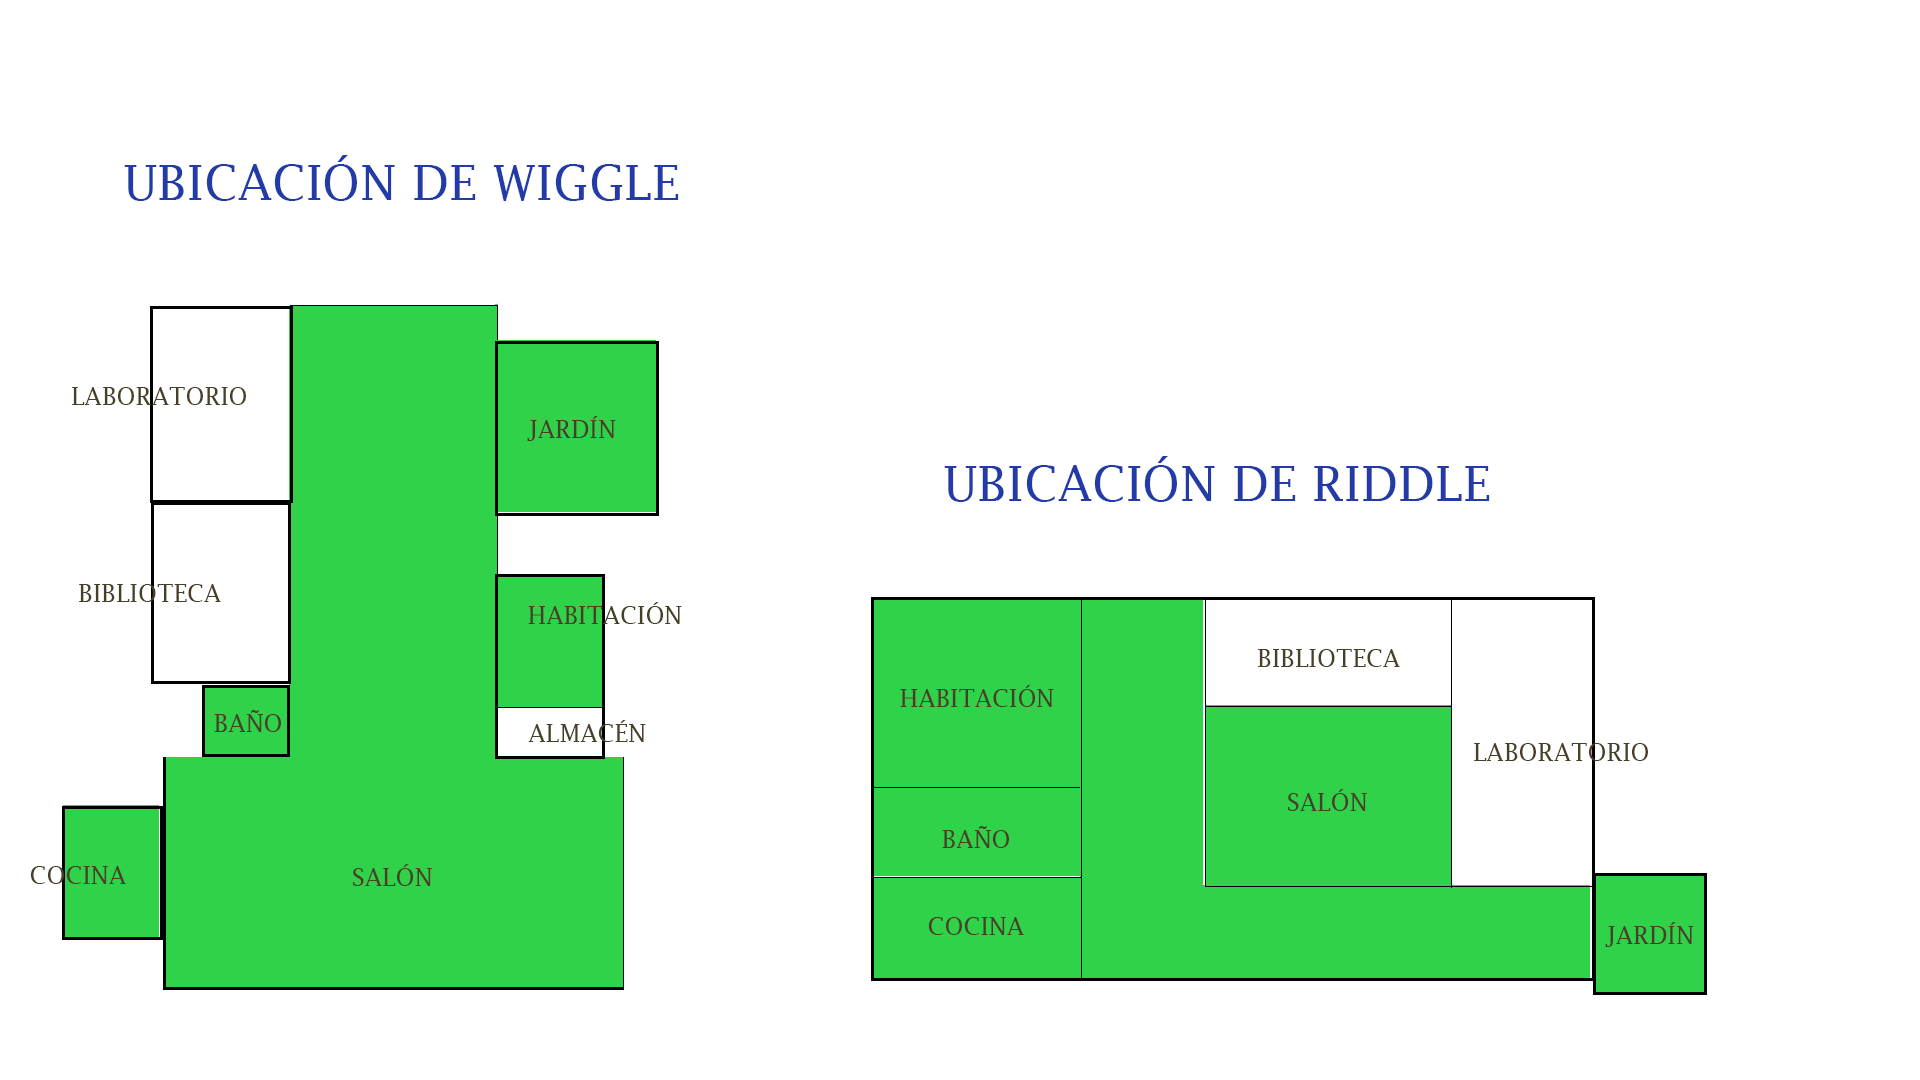 UBICACIÓN DE WIGGLE
LABORATORIO
JARDÍN
BIBLIOTECA
HABITACIÓN
BAÑO
ALMACÉN
COCINA
SALÓN
UBICACIÓN DE RIDDLE
BIBLIOTECA
HABITACIÓN
LABORATORIO
SALÓN
BAÑO
COCINA
JARDÍN